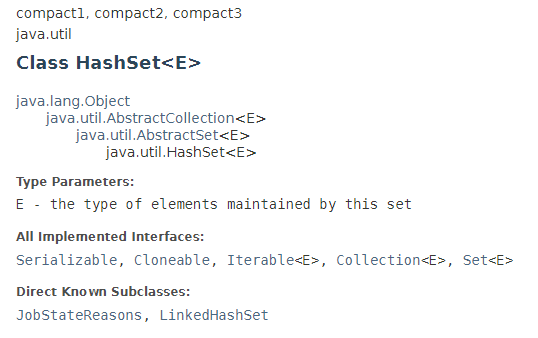 compact1, compact2, compact3
java.util
Class HashSet<E>
java.lang.Object
java.util.AbstractCollection<E>
java.util.AbstractSet<E>
java.util.HashSet<E>
Type Parameters:
E - the type of elements maintained by this set
All Implemented Interfaces:
Serializable, Cloneable, Iterable<E>, Collection<E>, Set<E>
Direct Known Subclasses:
JobStateReasons, LinkedHashSet